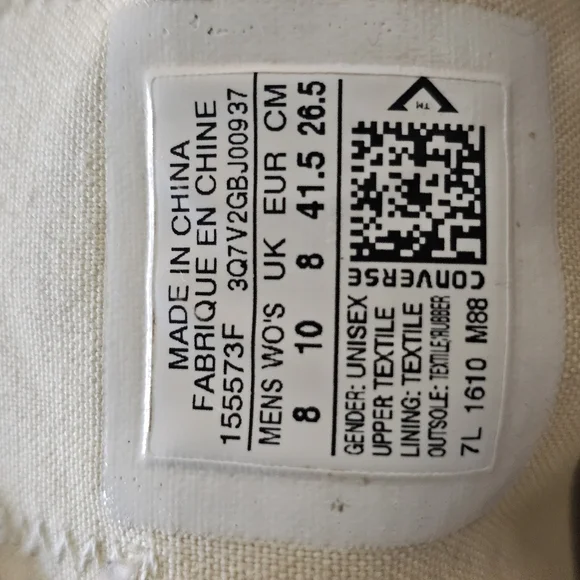 MADE IN CHINA
FABRIQUE EN CHINE
155573F 3Q7V2GBJ00937
MENS WO'S UK EUR CM
8 10 8 41.5 26.5
GENDER: UNISEX
UPPER TEXTILE
LINING: TEXTILE
OUTSOLE: TEXTILE/RUBBER
7L 1610 M88
CONVERSE
TM